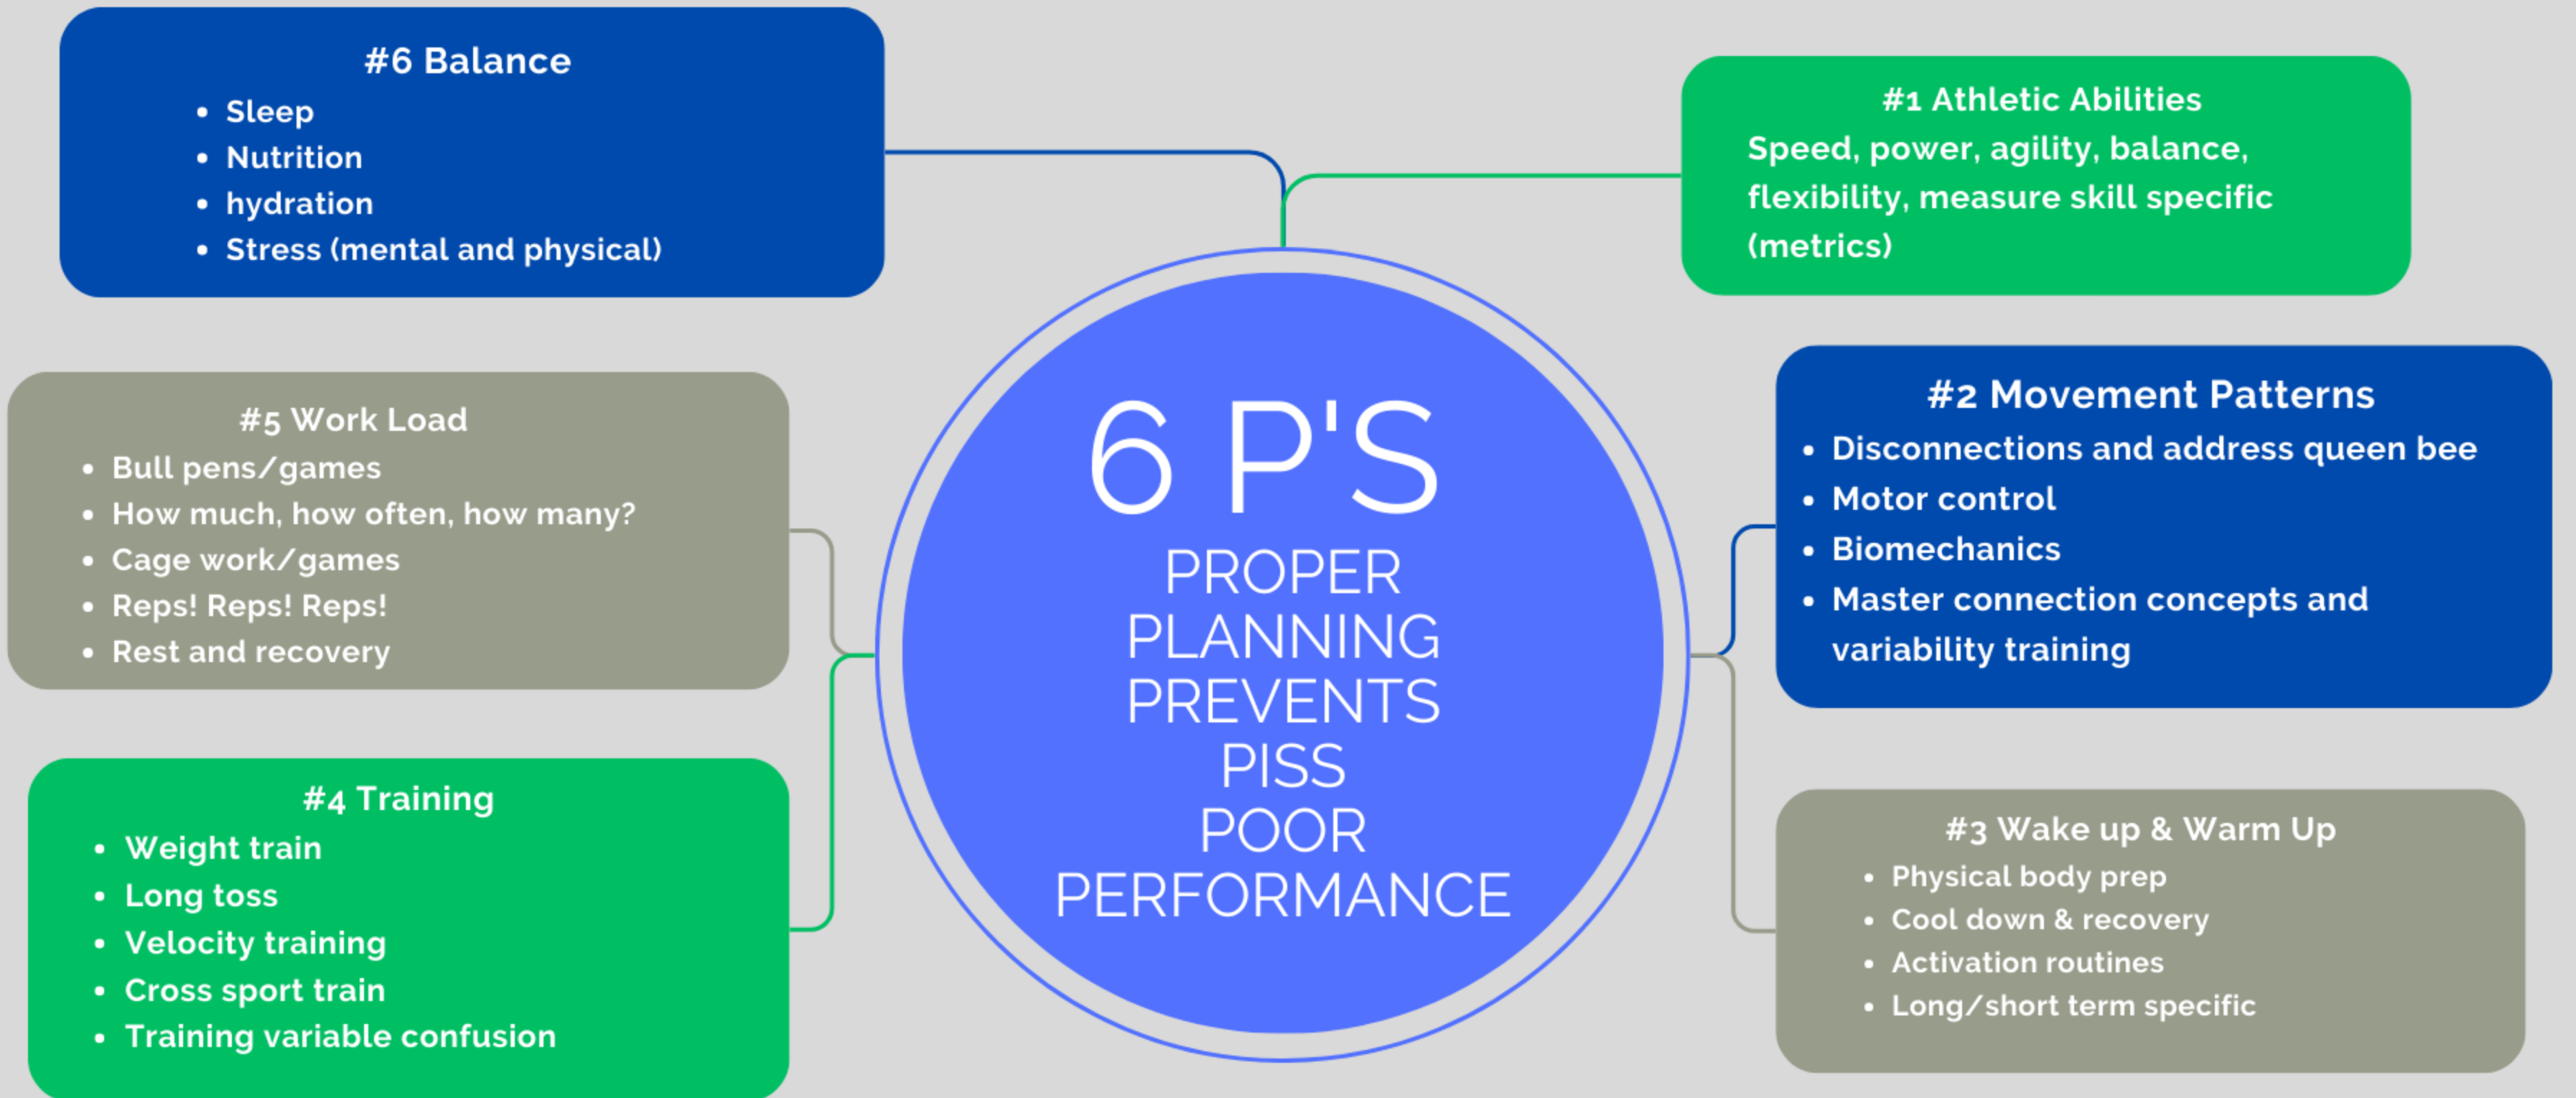 #6 Balance
• Sleep
• Nutrition
• hydration
• Stress (mental and physical)
#1 Athletic Abilities
Speed, power, agility, balance,
flexibility, measure skill specific
(metrics)
#5 Work Load
• Bull pens/games
• How much, how often, how many?
• Cage work/games
• Reps! Reps! Reps!
• Rest and recovery
6 P'S
PROPER
PLANNING
PREVENTS
PISS
POOR
PERFORMANCE
#2 Movement Patterns
• Disconnections and address queen bee
• Motor control
• Biomechanics
• Master connection concepts and
variability training
#4 Training
• Weight train
• Long toss
• Velocity training
• Cross sport train
• Training variable confusion
#3 Wake up & Warm Up
• Physical body prep
• Cool down & recovery
• Activation routines
• Long/short term specific